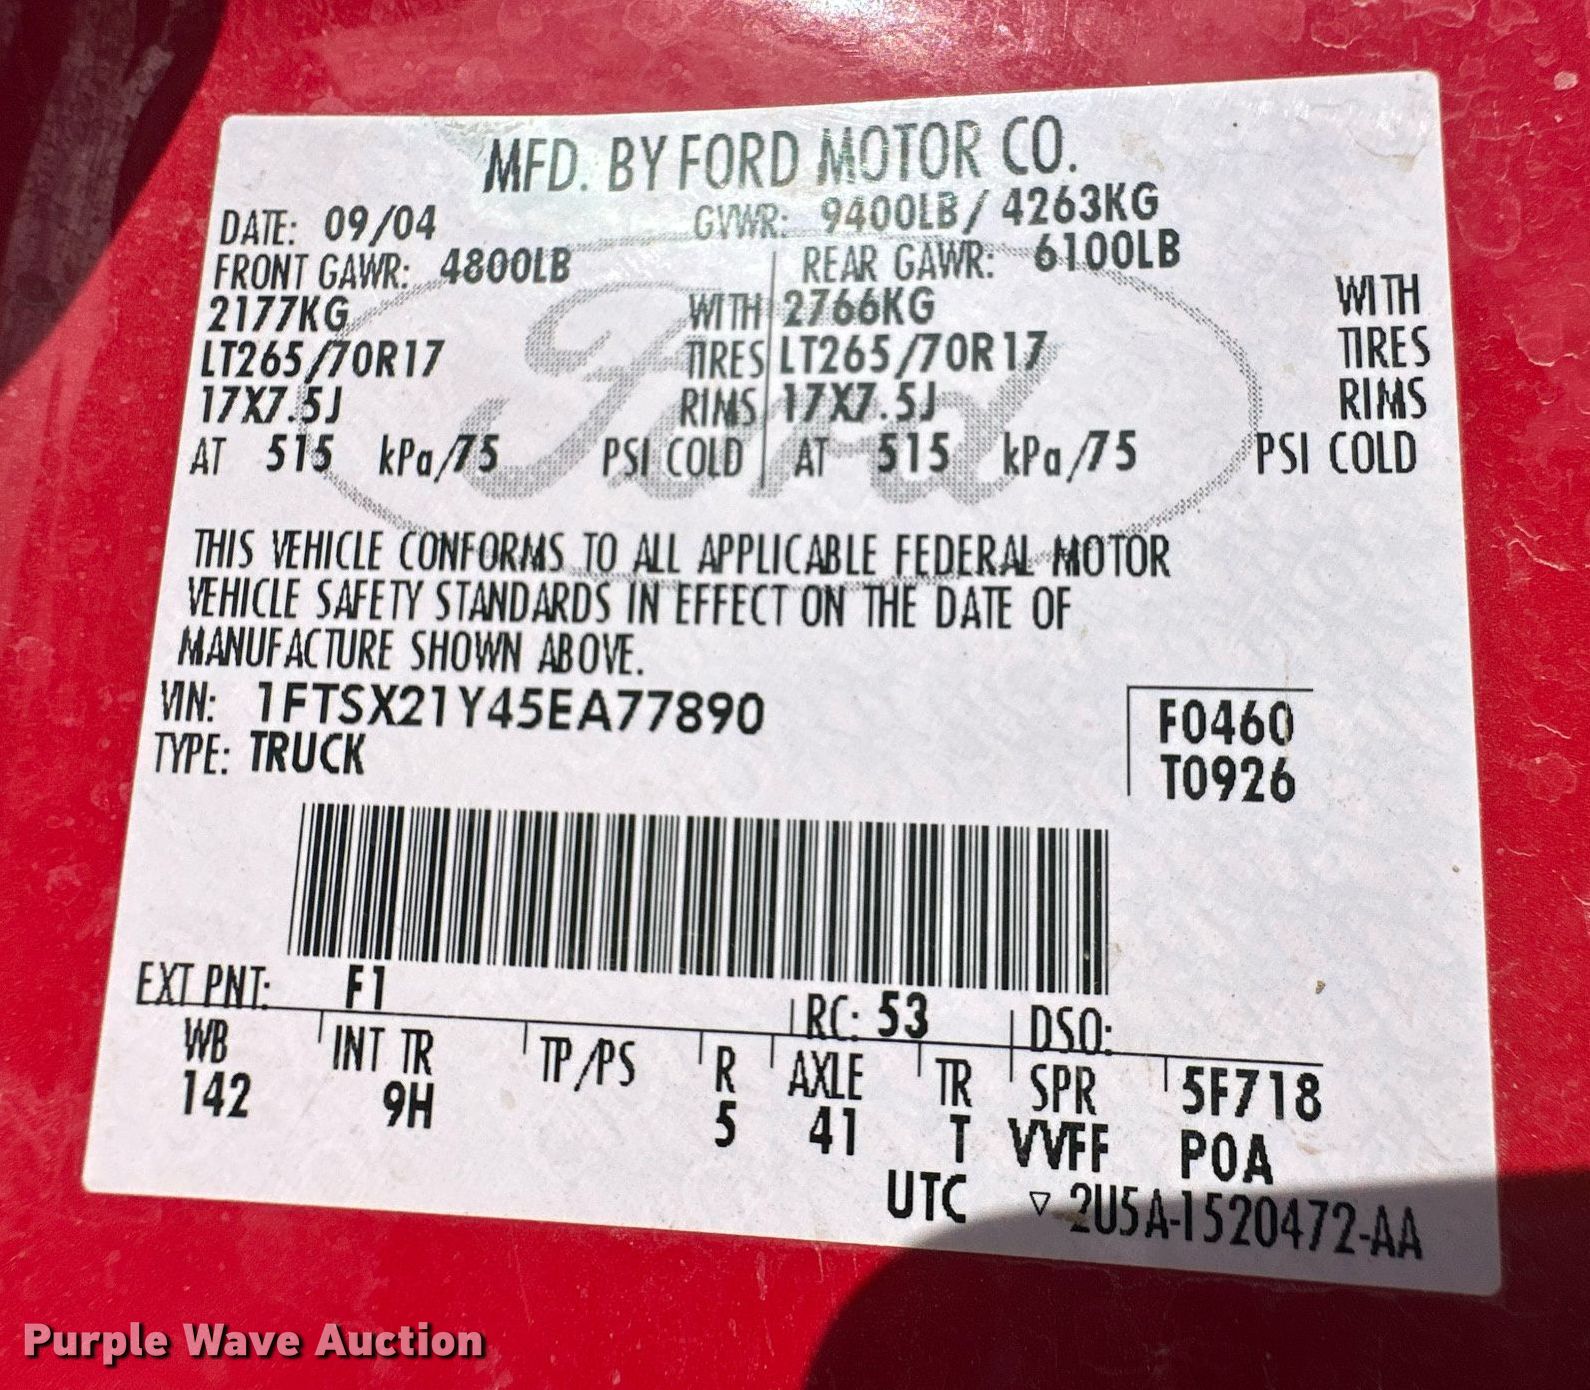 MFD. BY FORD MOTOR CO.
DATE: 09/04 GVWR: 9400LB / 4263KG
FRONT GAWR: 4800LB REAR GAWR: 6100LB
2177KG WITH 2766KG WITH
LT265/70R17 TIRES LT265/70R17 TIRES
17X7.5J RIMS 17X7.5J RIMS
AT 515 kPa/75 PSI COLD AT 515 kPa/75 PSI COLD
Ford
THIS VEHICLE CONFORMS TO ALL APPLICABLE FEDERAL MOTOR
VEHICLE SAFETY STANDARDS IN EFFECT ON THE DATE OF
MANUFACTURE SHOWN ABOVE.
VIN: 1FTSX21Y45EA77890 F0460
TYPE: TRUCK T0926
EXT PNT: F1 RC: 53 DSO:
WB INT TR TP/PS R AXLE TR SPR 5F718
142 9H 5 41 T VVFF POA
UTC ▽ 2U5A-1520472-AA
Purple Wave Auction